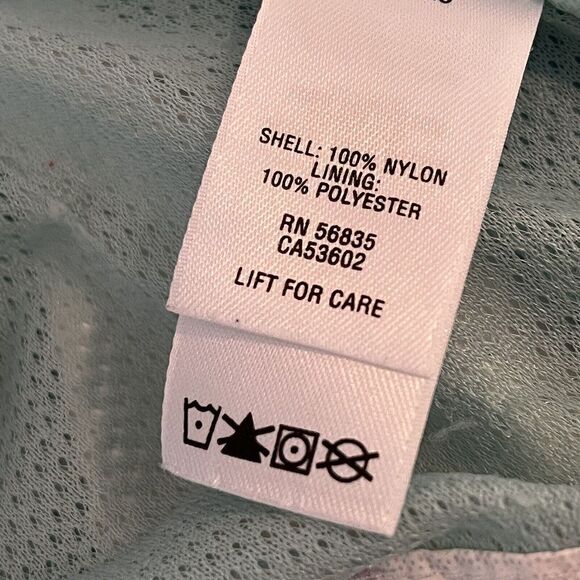 SHELL: 100% NYLON
LINING:
100% POLYESTER
RN 56835
CA53602
LIFT FOR CARE